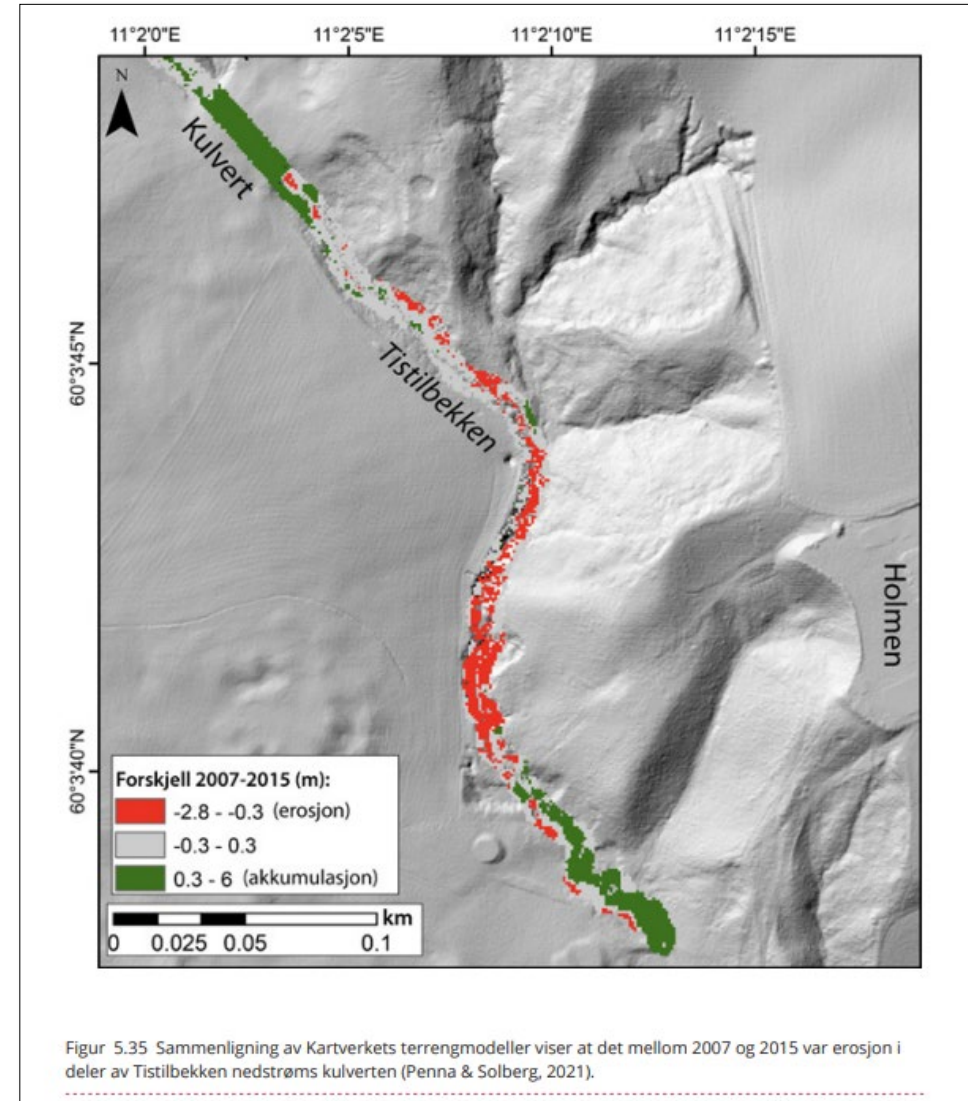 11°2'0"E 11°2'5"E 11°2'10"E 11°2'15"E
N
Kulvert
60°3'45"N
Tistilbekken
Holmen
60°3'40"N
Forskjell 2007-2015 (m):
-2.8 - -0.3 (erosjon)
-0.3 - 0.3
0.3 - 6 (akkumulasjon)
km
0 0.025 0.05 0.1
Figur 5.35 Sammenligning av Kartverkets terrengmodeller viser at det mellom 2007 og 2015 var erosjon i
deler av Tistilbekken nedstrøms kulverten (Penna & Solberg, 2021).